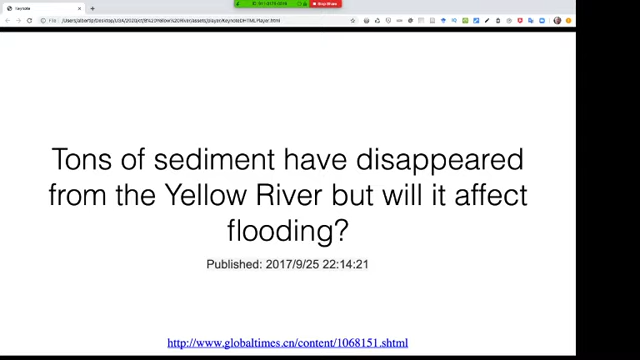 Keynote
Tons of sediment have disappeared
from the Yellow River but will it affect
flooding?
Published: 2017/9/25 22:14:21
http://www.globaltimes.cn/content/1068151.shtml